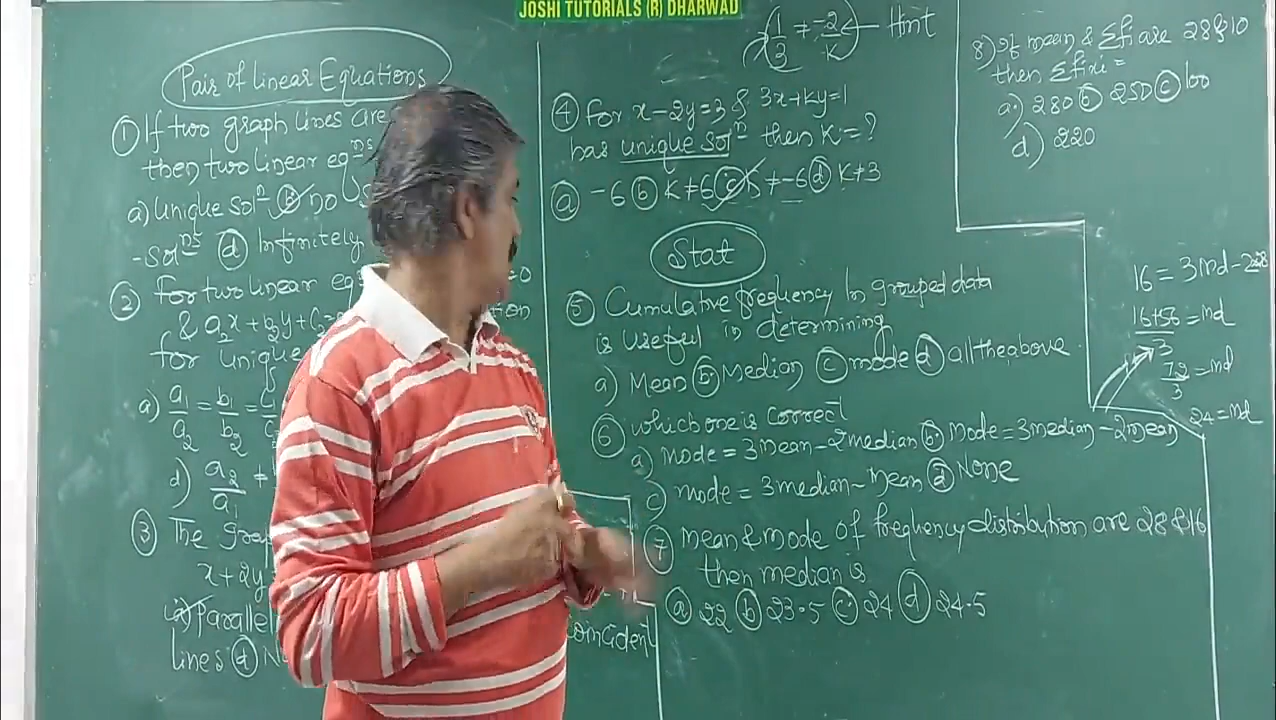 JOSHI TUTORIALS (R) DHARWAD
Pair of Linear Equations
① If two graph lines are
then two linear eqns
a) Unique soln ⓑ no
-solns ⓓ Infinitely
② for two linear eq =0
& a2x+b2y+c2=
for unique
a) a1/a2 = b1/b2 = c1/c
d) a2/a1 ≠
③ The
x+2y
a) Parallel coincident
lines ⓓ
1/3 ≠ -2/k ← Hint
④ For x-2y=3 & 3x+ky=1
has unique soln then k=?
ⓐ -6 ⓑ k≠6 ⓒ k≠-6 ⓓ k≠3
Stat
⑤ Cumulative frequency In grouped data
is useful in determining
a) Mean ⓑ Median ⓒ mode ⓓ all the above
⑥ which one is correct
a) mode = 3mean-2median ⓑ Mode=3median-2mean
c) mode = 3median-mean ⓓ None
⑦ mean & mode of frequency distribution are 28 & 16
then median is
ⓐ 22 ⓑ 23.5 ⓒ 24 ⓓ 24.5
8) If mean & Σfi are 28 & 10
then Σfixi =
a) 280 ⓑ 250 ⓒ 100
d) 220
16 = 3md-2x28
16+56/3 = md
72/3 = md
24 = md